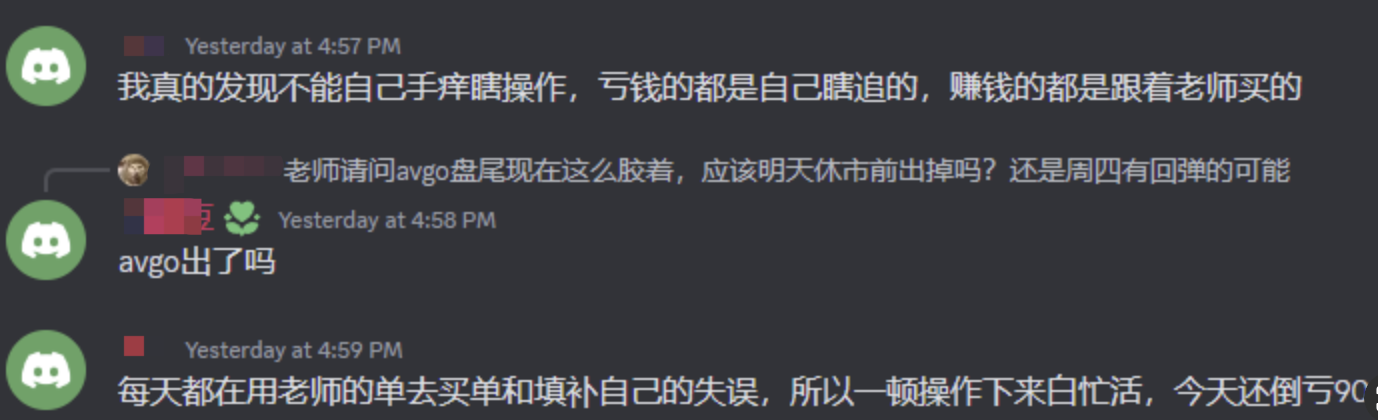 Yesterday at 4:57 PM
我真的发现不能自己手痒瞎操作，亏钱的都是自己瞎追的，赚钱的都是跟着老师买的
老师请问avgo盘尾现在这么胶着，应该明天休市前出掉吗？还是周四有回弹的可能
Yesterday at 4:58 PM
avgo出了吗
Yesterday at 4:59 PM
每天都在用老师的单去买单和填补自己的失误，所以一顿操作下来白忙活，今天还倒亏90